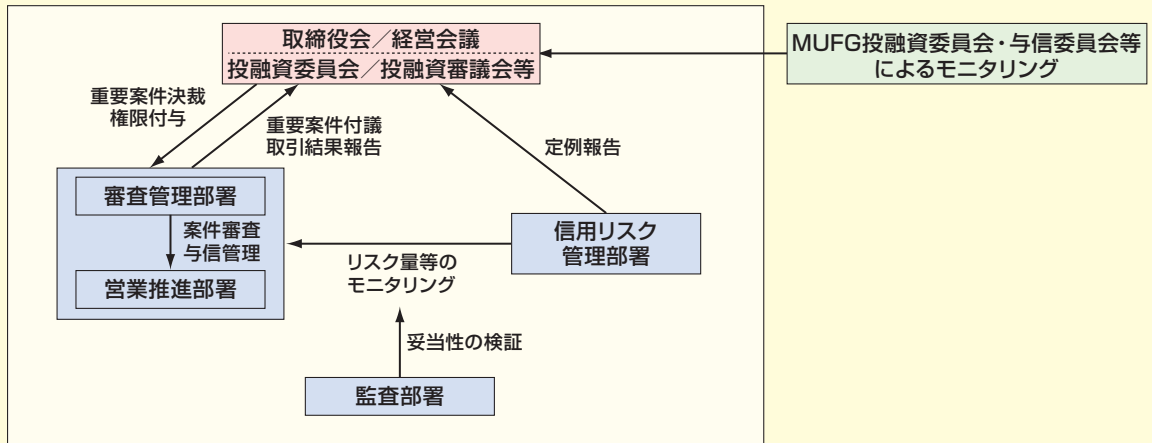 取締役会／経営会議
投融資委員会／投融資審議会等
MUFG投融資委員会・与信委員会等
によるモニタリング
重要案件決裁
権限付与
重要案件付議
取引結果報告
定例報告
審査管理部署
案件審査
与信管理
営業推進部署
信用リスク
管理部署
リスク量等の
モニタリング
妥当性の検証
監査部署